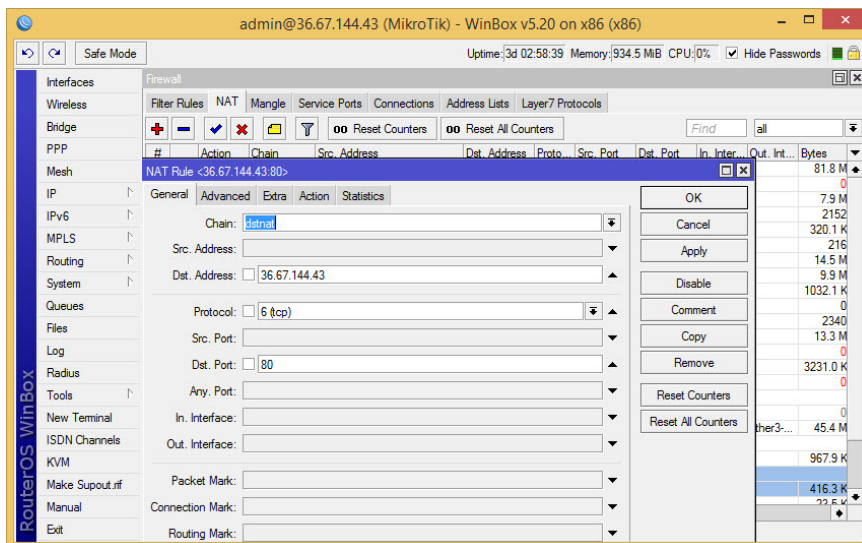 admin@36.67.144.43 (MikroTik) - WinBox v5.20 on x86 (x86)
Safe Mode
Uptime: 3d 02:58:39 Memory: 934.5 MiB CPU: 0% Hide Passwords
RouterOS WinBox
Interfaces
Wireless
Bridge
PPP
Mesh
IP
IPv6
MPLS
Routing
System
Queues
Files
Log
Radius
Tools
New Terminal
ISDN Channels
KVM
Make Supout.rif
Manual
Exit
Firewall
Filter Rules NAT Mangle Service Ports Connections Address Lists Layer7 Protocols
00 Reset Counters 00 Reset All Counters Find all
# Action Chain Src. Address Dst. Address Proto... Src. Port Dst. Port In. Inter... Out. Int... Bytes
NAT Rule <36.67.144.43:80>
General Advanced Extra Action Statistics
Chain: dstnat
Src. Address:
Dst. Address: 36.67.144.43
Protocol: 6 (tcp)
Src. Port:
Dst. Port: 80
Any. Port:
In. Interface:
Out. Interface:
Packet Mark:
Connection Mark:
Routing Mark:
OK
Cancel
Apply
Disable
Comment
Copy
Remove
Reset Counters
Reset All Counters
81.8 M
0
7.9 M
2152
320.1 K
216
14.5 M
9.9 M
1032.1 K
0
2340
13.3 M
0
3231.0 K
0
0
ther3-... 45.4 M
967.9 K
416.3 K